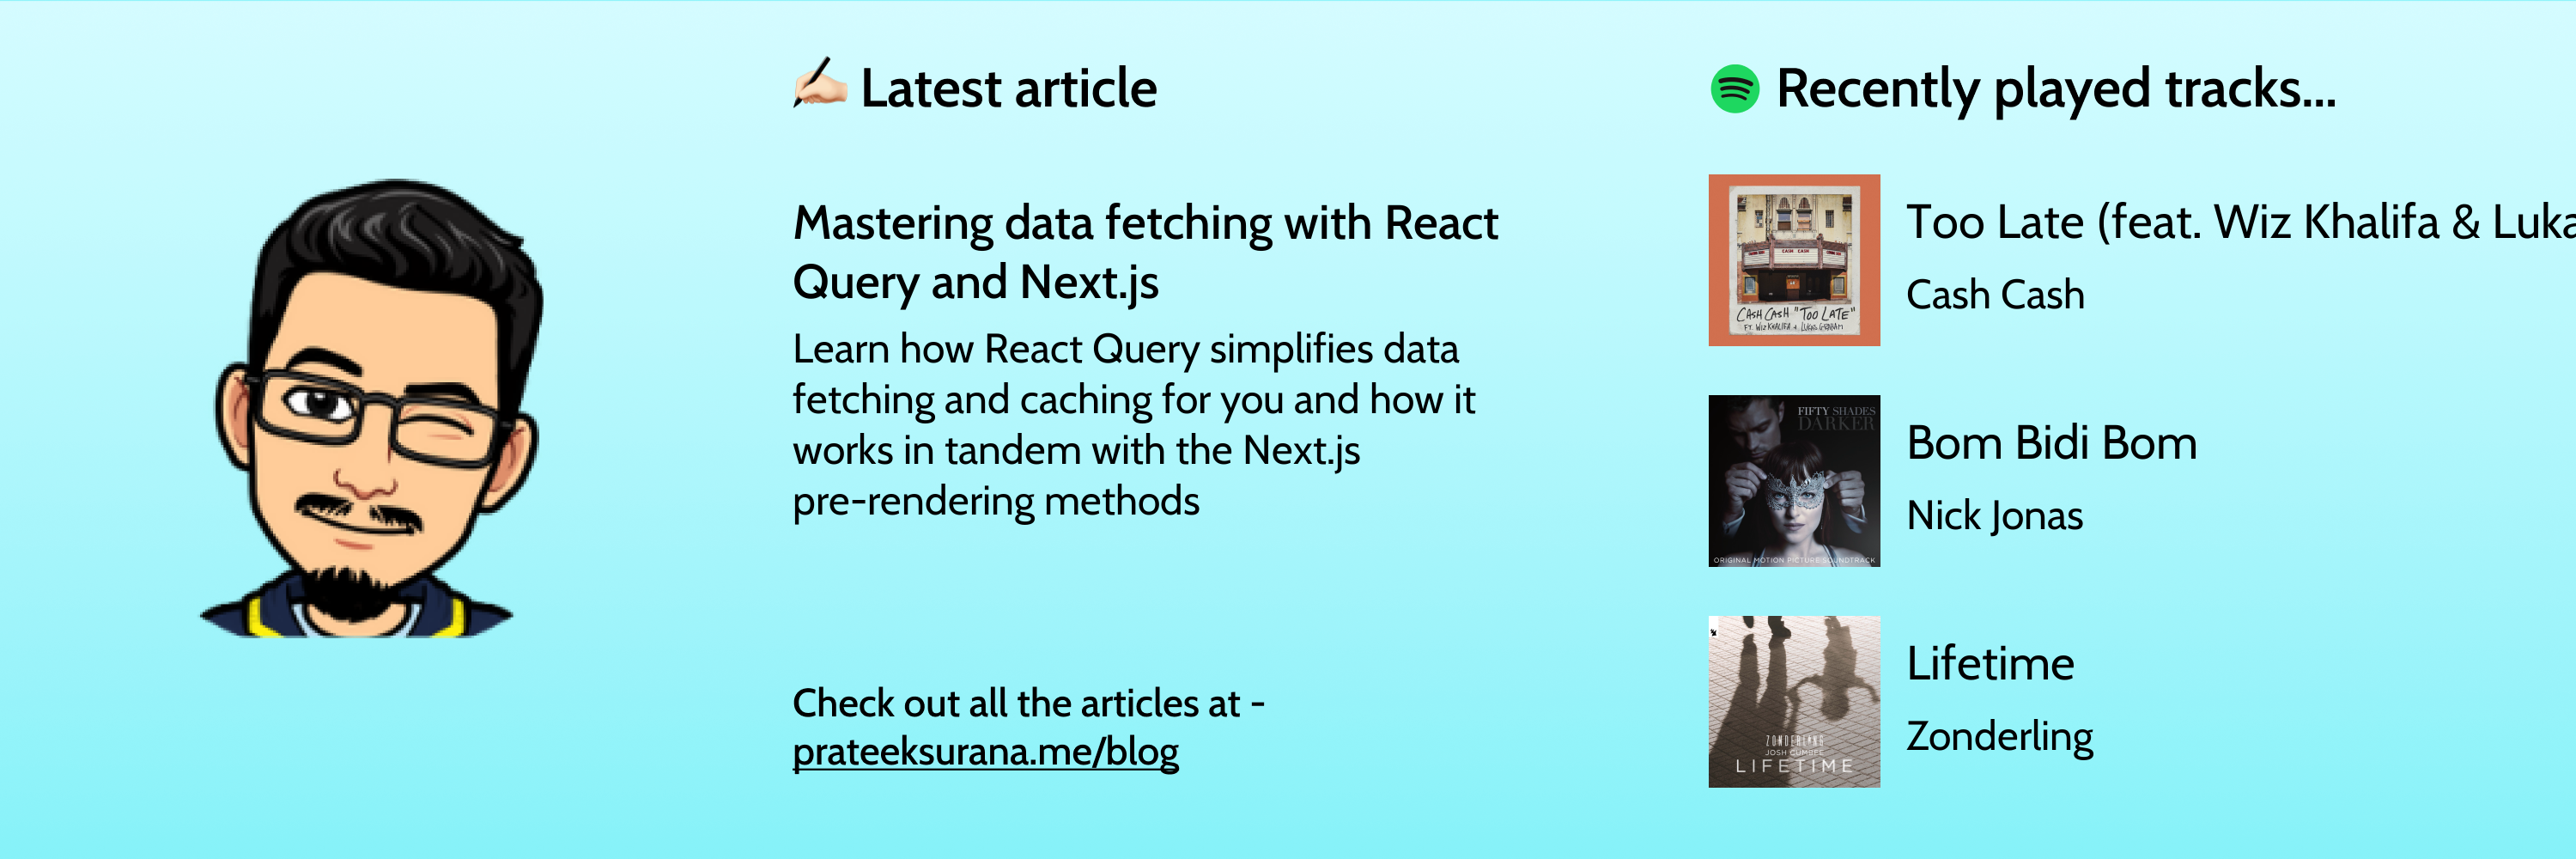 Latest article
Mastering data fetching with React
Query and Next.js
Learn how React Query simplifies data
fetching and caching for you and how it
works in tandem with the Next.js
pre-rendering methods
Check out all the articles at -
prateeksurana.me/blog
Recently played tracks...
CASH CASH
CASH CASH "TOO LATE"
FT. WIZ KHALIFA + LUKAS GRAHAM
Too Late (feat. Wiz Khalifa & Luka
Cash Cash
FIFTY SHADES
DARKER
ORIGINAL MOTION PICTURE SOUNDTRACK
Bom Bidi Bom
Nick Jonas
ZONDERLING
JOSH CUMBEE
LIFETIME
Lifetime
Zonderling